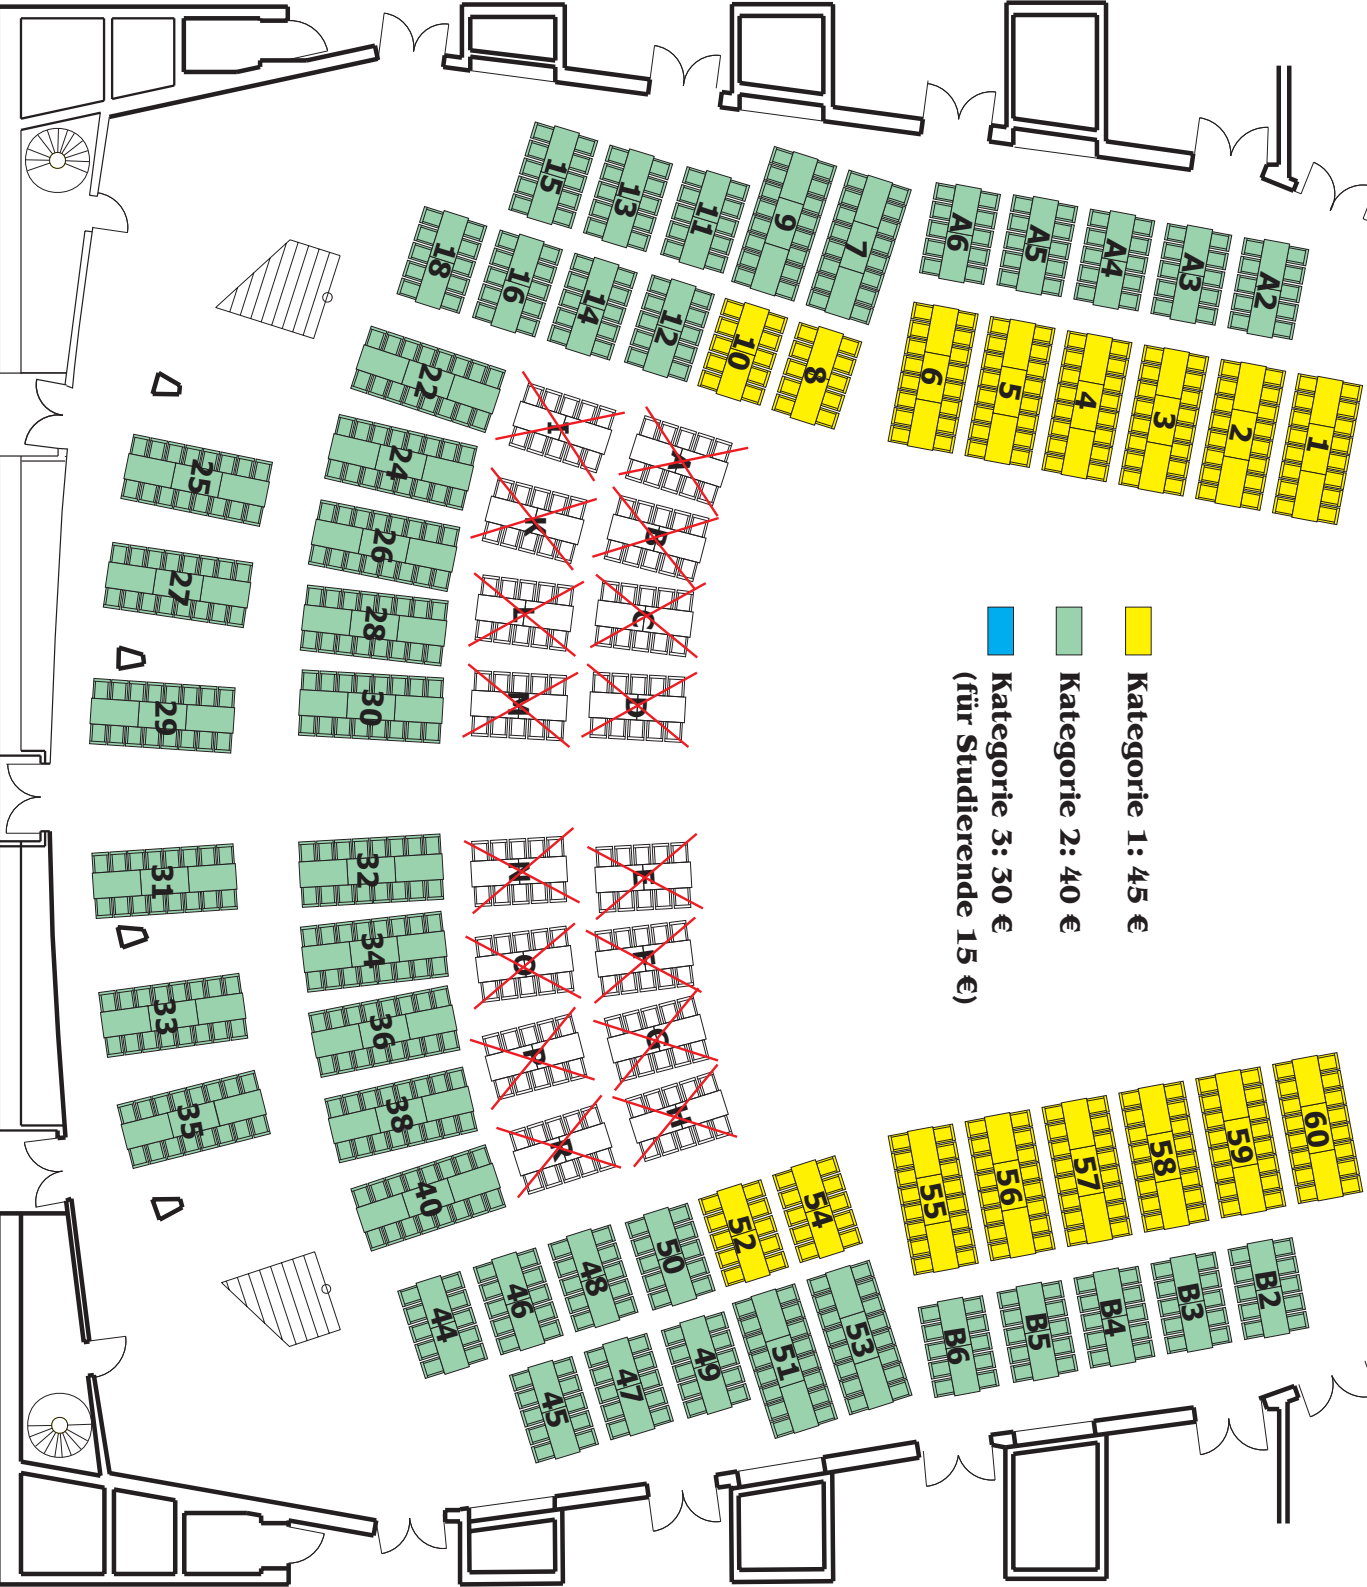 Kategorie 1: 45 €
Kategorie 2: 40 €
Kategorie 3: 30 €
(für Studierende 15 €)
1
2
3
4
5
6
A2
A3
A4
A5
A6
7
9
11
13
15
8
10
12
14
16
18
A
B
C
D
E
F
G
H
I
K
L
M
N
O
P
R
22
24
26
28
30
32
34
36
38
40
25
27
29
31
33
35
60
59
58
57
56
55
B2
B3
B4
B5
B6
54
52
50
48
46
44
53
51
49
47
45